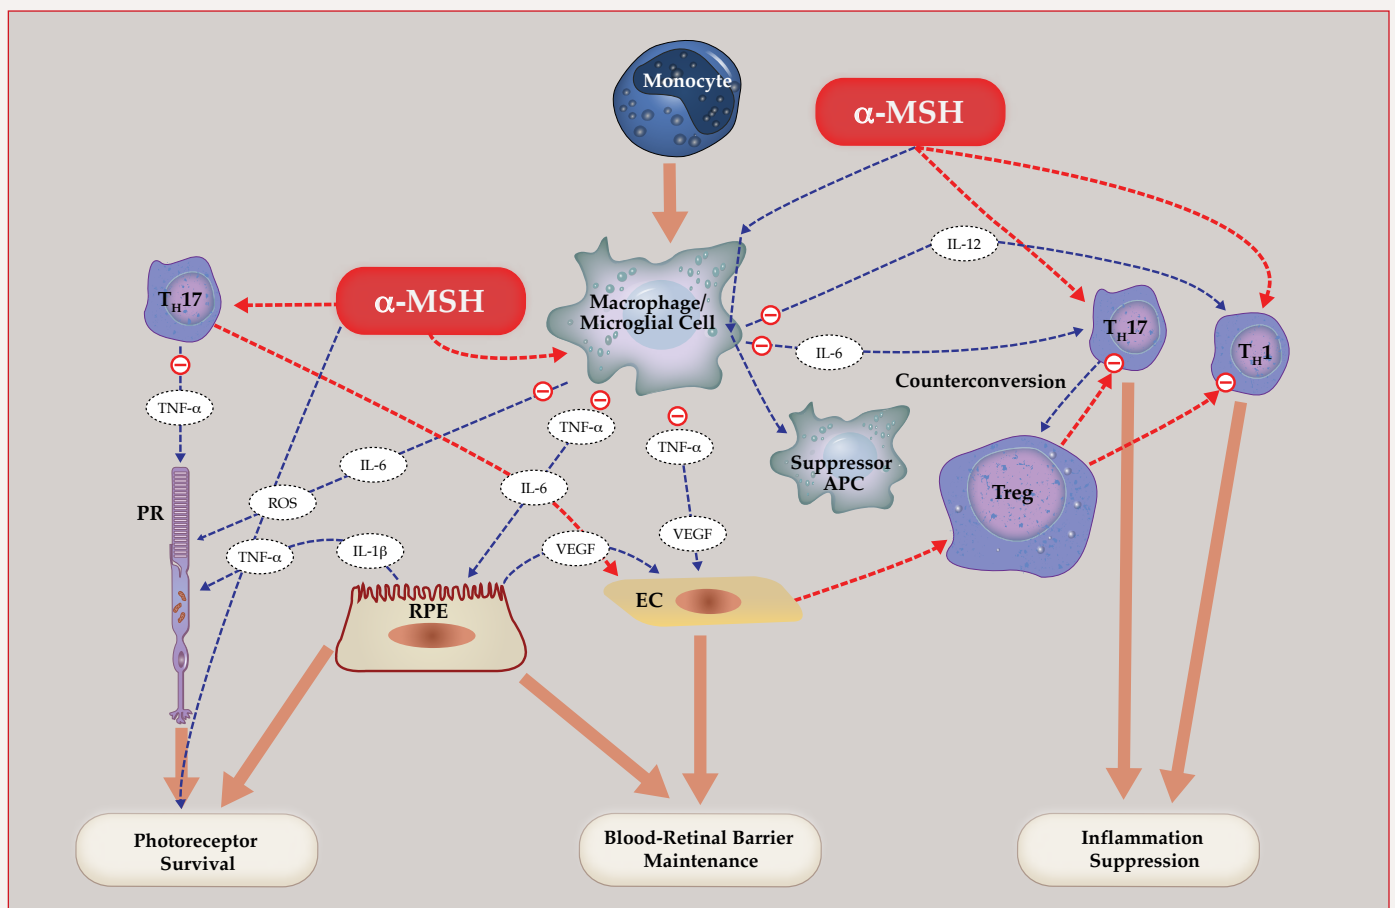 Monocyte
α-MSH
IL-12
TH17
α-MSH
Macrophage/
Microglial Cell
TH17
TH1
IL-6
Counterconversion
TNF-α
TNF-α
TNF-α
IL-6
Suppressor
APC
IL-6
Treg
ROS
PR
TNF-α
IL-1β
VEGF
VEGF
RPE
EC
Photoreceptor
Survival
Blood-Retinal Barrier
Maintenance
Inflammation
Suppression